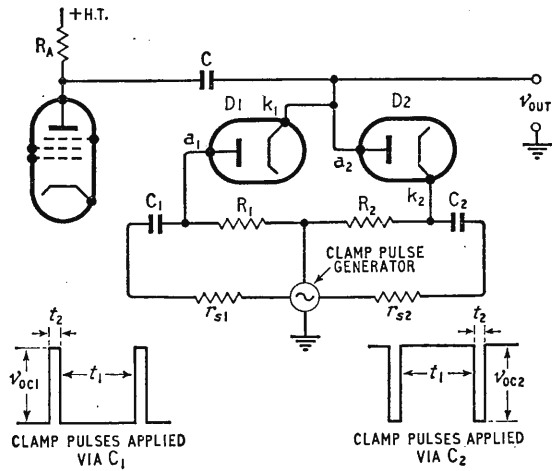 +H.T.
R_A
C
D1
k₁
D2
a₁
a₂
k₂
v_OUT
C₁
R₁
R₂
C₂
CLAMP PULSE
GENERATOR
r_s1
r_s2
t₂
v_OC1
t₁
CLAMP PULSES APPLIED
VIA C₁
t₂
t₁
v_OC2
CLAMP PULSES APPLIED
VIA C₂